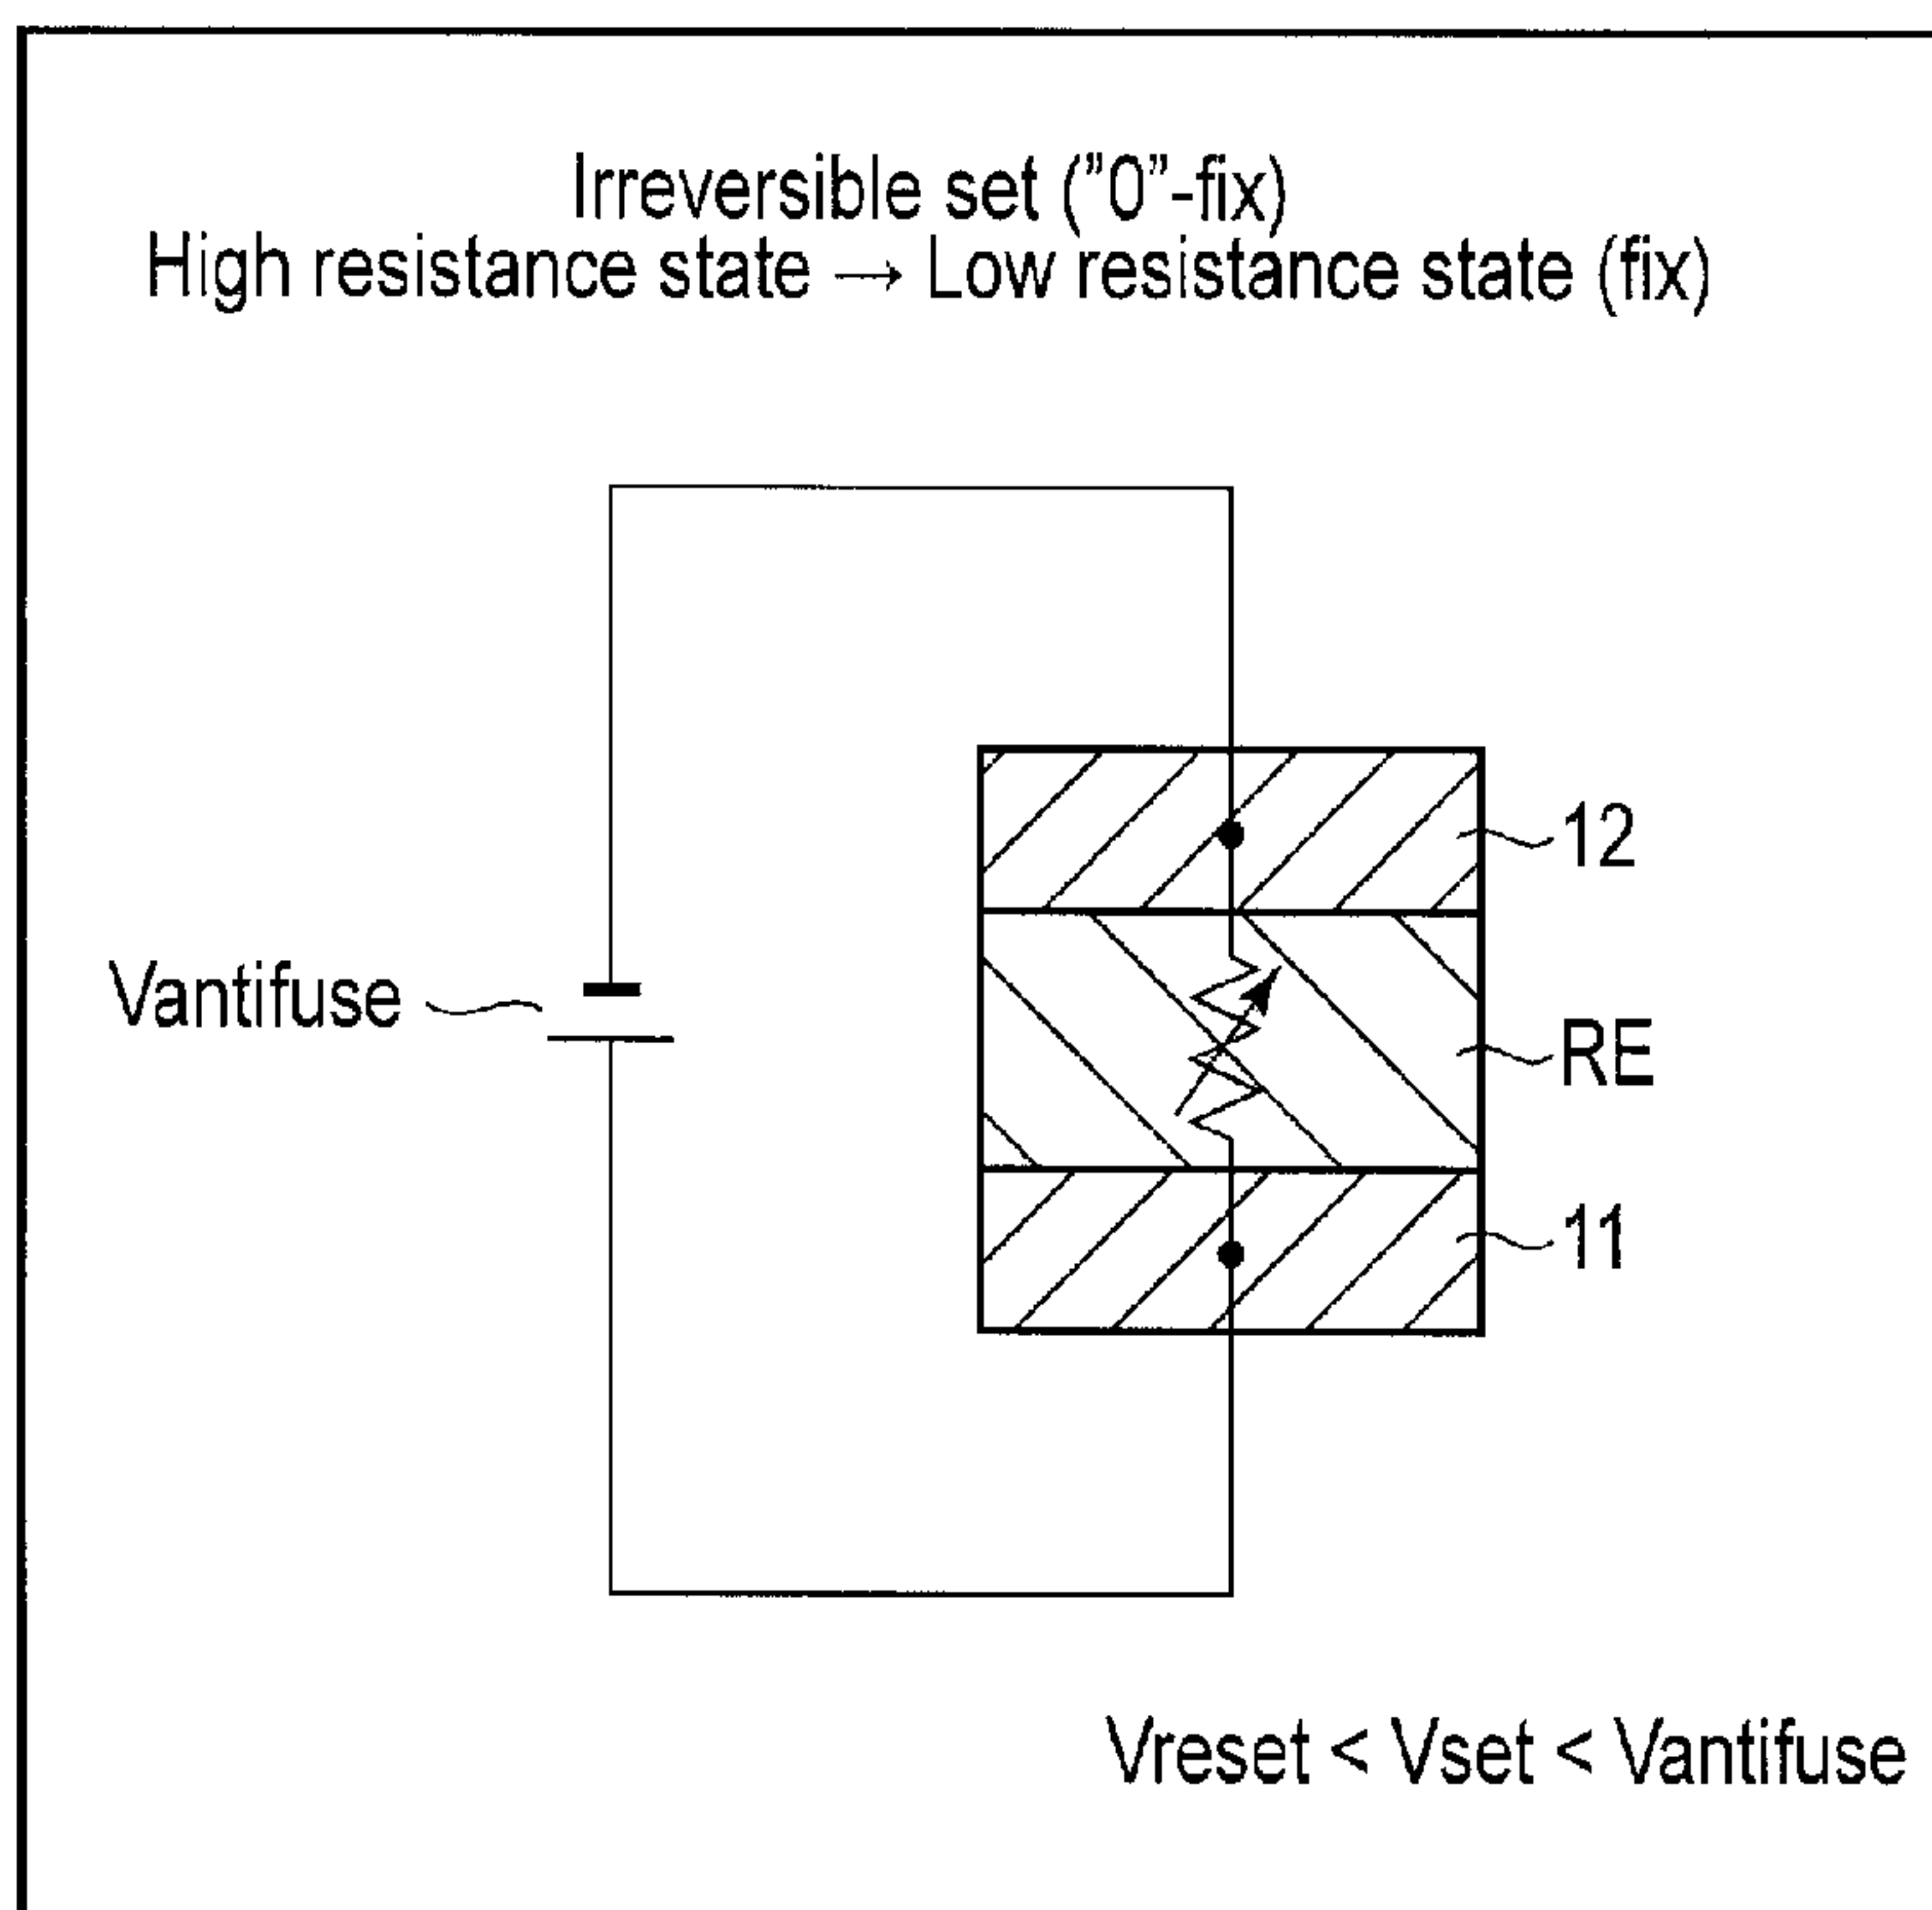 Irreversible set ("0"-fix)
High resistance state → Low resistance state (fix)
12
Vantifuse
RE
11
Vreset < Vset < Vantifuse